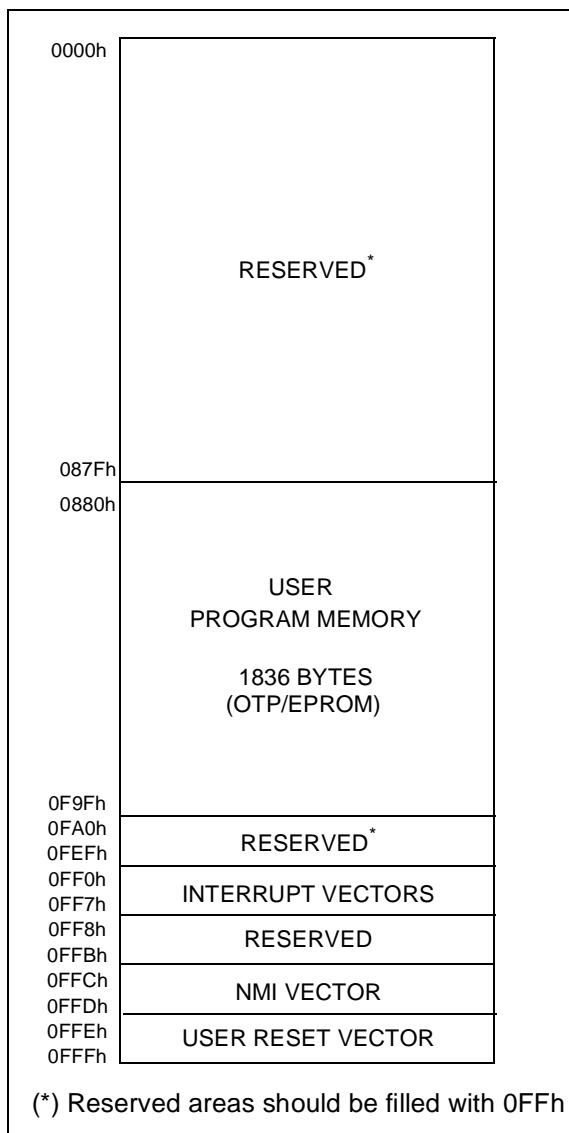 0000h
RESERVED*
087Fh
0880h
USER
PROGRAM MEMORY
1836 BYTES
(OTP/EPROM)
0F9Fh
0FA0h
RESERVED*
0FEFh
0FF0h
INTERRUPT VECTORS
0FF7h
0FF8h
RESERVED
0FFBh
0FFCh
NMI VECTOR
0FFDh
0FFEh
USER RESET VECTOR
0FFFh
(*) Reserved areas should be filled with 0FFh